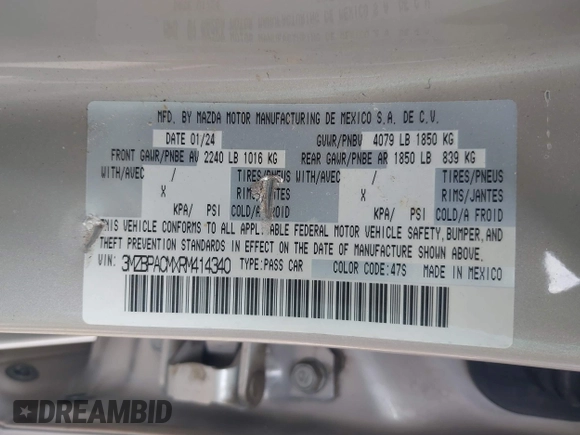 MFD. BY MAZDA MOTOR MANUFACTURING DE MEXICO S.A. DE C.V.
DATE 01/24 GVWR/PNBV 4079 LB 1850 KG
FRONT GAWR/PNBE AV 2240 LB 1016 KG REAR GAWR/PNBE AR 1850 LB 839 KG
WITH/AVEC / TIRES/PNEUS WITH/AVEC / TIRES/PNEUS
X RIMS/JANTES X RIMS/JANTES
KPA/ PSI COLD/A FROID KPA/ PSI COLD/A FROID
THIS VEHICLE CONFORMS TO ALL APPLICABLE FEDERAL MOTOR VEHICLE SAFETY, BUMPER, AND
THEFT PREVENTION STANDARDS IN EFFECT ON THE DATE OF MANUFACTURE SHOWN ABOVE.
VIN: 3MZBPACMXRM414340 TYPE:PASS CAR COLOR CODE:47S MADE IN MEXICO
DREAMBID